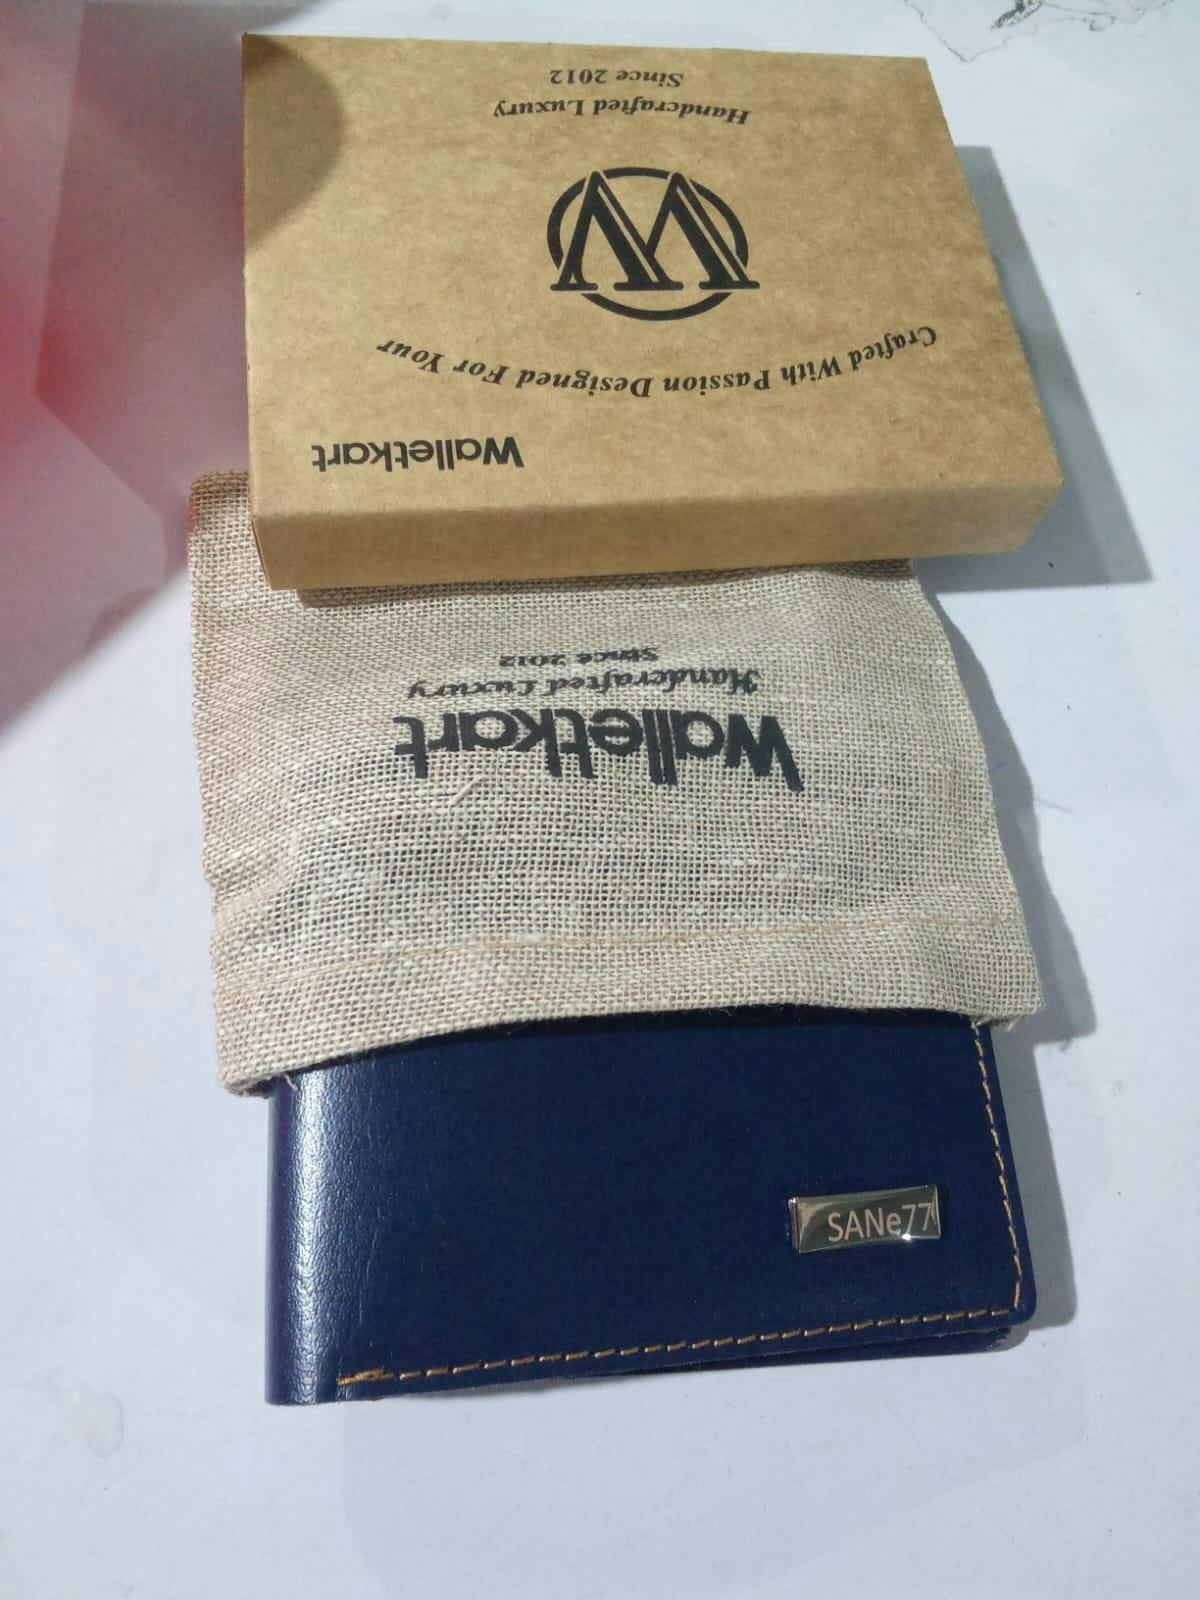 Walletkart
Crafted With Passion Designed For Your
W
Handcrafted Luxury
Since 2012
Walletkart
Handcrafted Luxury
Since 2012
SANe77